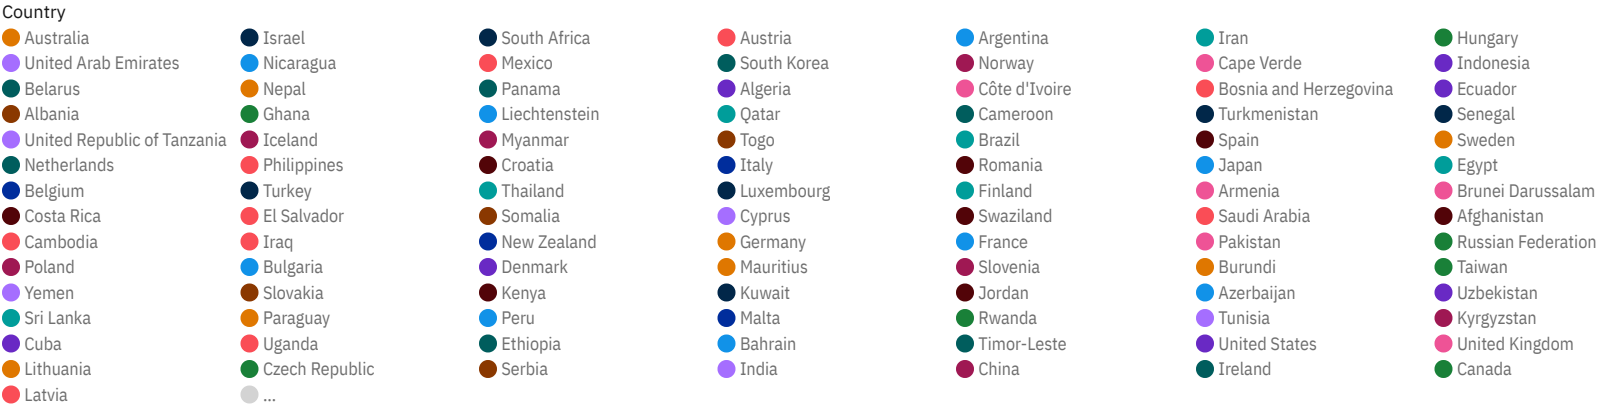 Country
Australia Israel South Africa Austria Argentina Iran Hungary
United Arab Emirates Nicaragua Mexico South Korea Norway Cape Verde Indonesia
Belarus Nepal Panama Algeria Côte d'Ivoire Bosnia and Herzegovina Ecuador
Albania Ghana Liechtenstein Qatar Cameroon Turkmenistan Senegal
United Republic of Tanzania Iceland Myanmar Togo Brazil Spain Sweden
Netherlands Philippines Croatia Italy Romania Japan Egypt
Belgium Turkey Thailand Luxembourg Finland Armenia Brunei Darussalam
Costa Rica El Salvador Somalia Cyprus Swaziland Saudi Arabia Afghanistan
Cambodia Iraq New Zealand Germany France Pakistan Russian Federation
Poland Bulgaria Denmark Mauritius Slovenia Burundi Taiwan
Yemen Slovakia Kenya Kuwait Jordan Azerbaijan Uzbekistan
Sri Lanka Paraguay Peru Malta Rwanda Tunisia Kyrgyzstan
Cuba Uganda Ethiopia Bahrain Timor-Leste United States United Kingdom
Lithuania Czech Republic Serbia India China Ireland Canada
Latvia ...